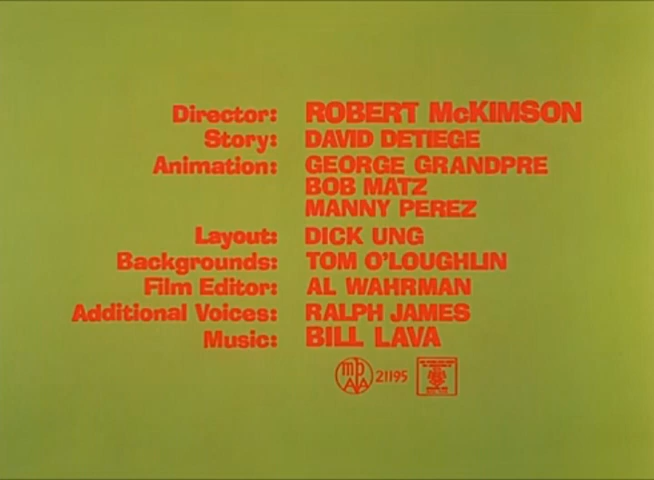 Director: ROBERT McKIMSON
Story: DAVID DETIEGE
Animation: GEORGE GRANDPRE
BOB MATZ
MANNY PEREZ
Layout: DICK UNG
Backgrounds: TOM O'LOUGHLIN
Film Editor: AL WAHRMAN
Additional Voices: RALPH JAMES
Music: BILL LAVA
mpAA 21195